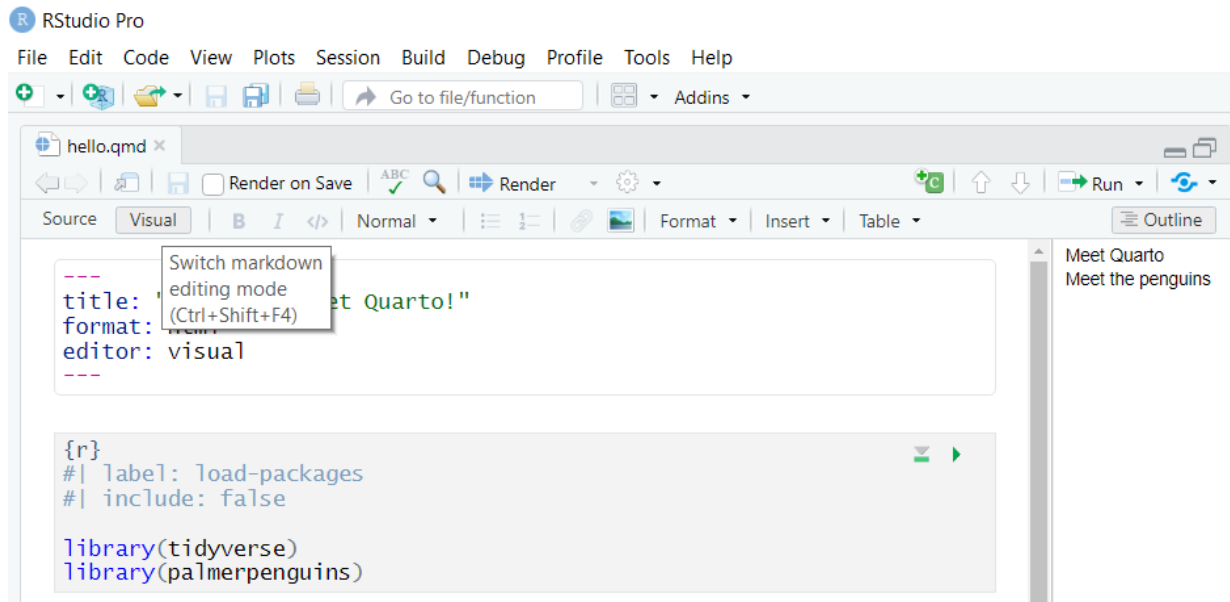 R RStudio Pro
File Edit Code View Plots Session Build Debug Profile Tools Help
Go to file/function Addins
hello.qmd
Render on Save ABC Render Run
Source Visual B I </> Normal Format Insert Table Outline
Switch markdown
editing mode
(Ctrl+Shift+F4)
---
title: " et Quarto!"
format:
editor: visual
---
{r}
#| label: load-packages
#| include: false
library(tidyverse)
library(palmerpenguins)
Meet Quarto
Meet the penguins